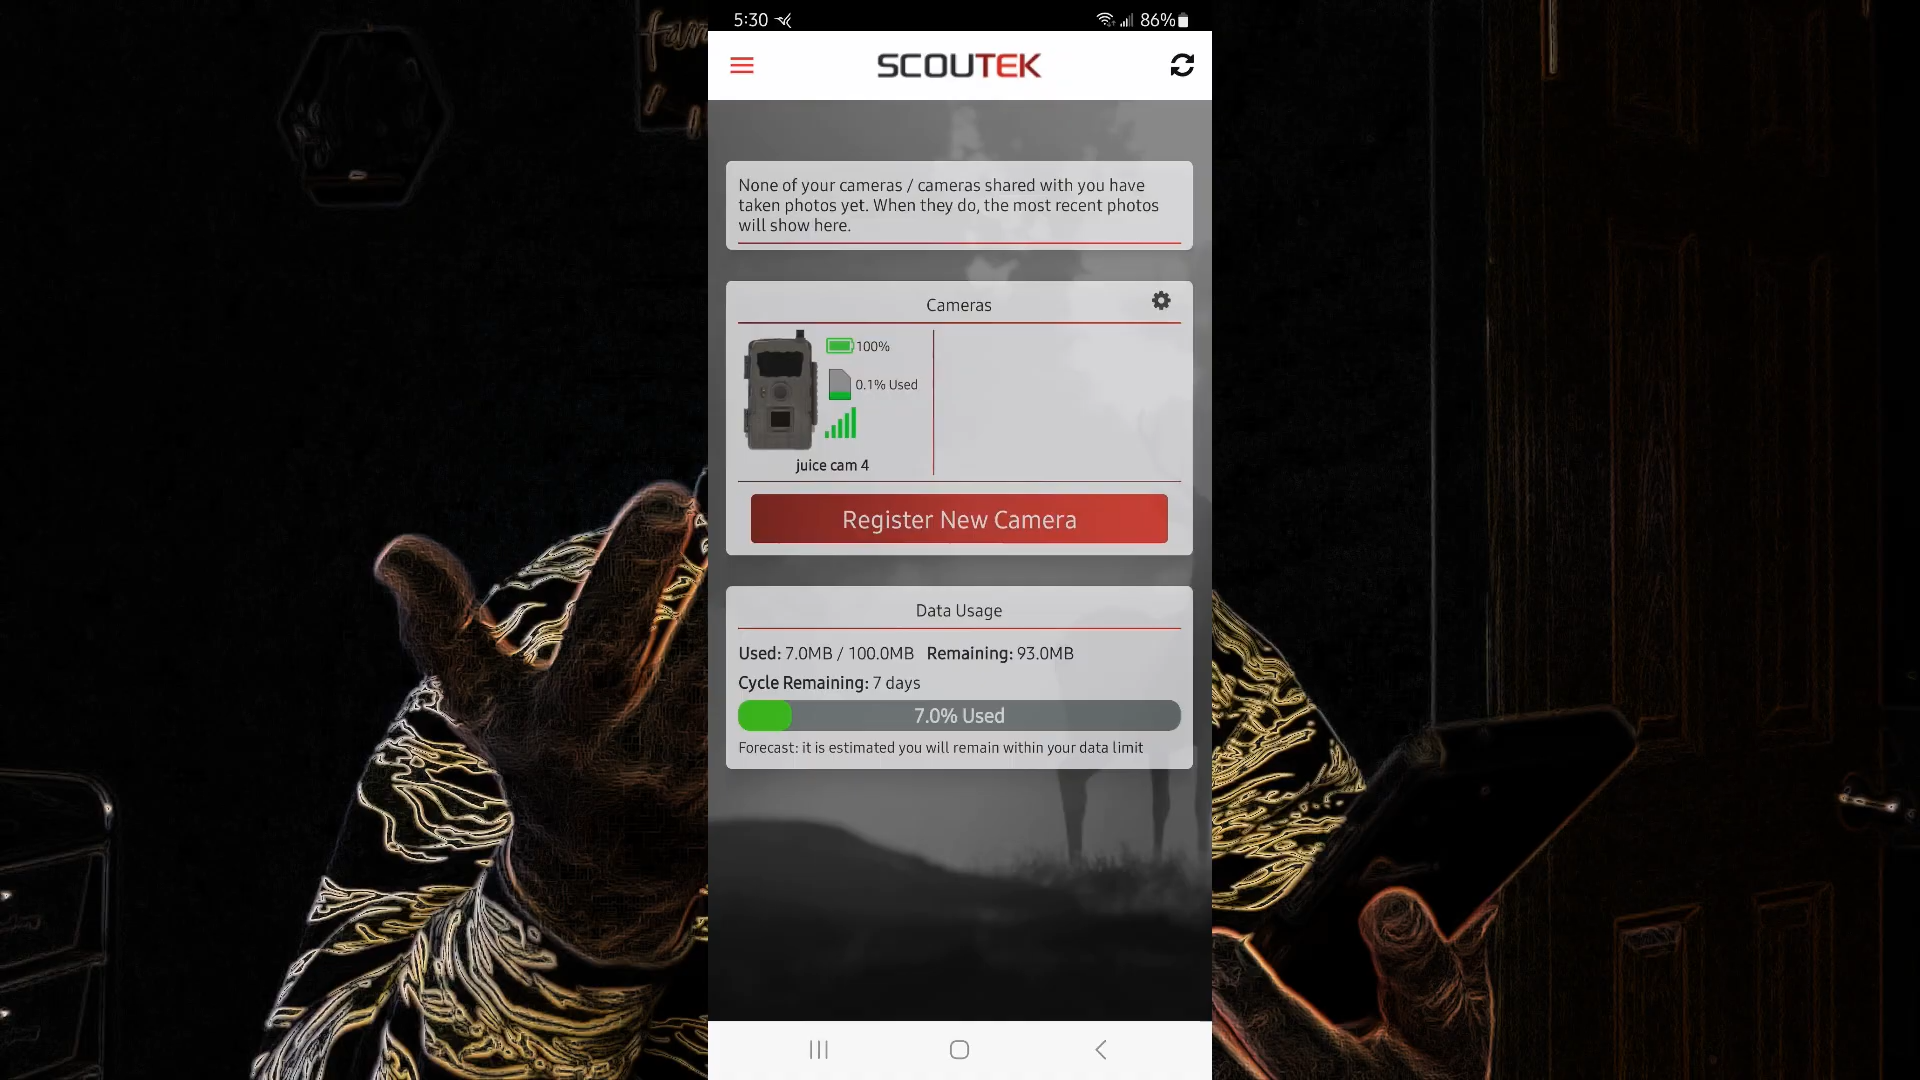 5:30
86%
SCOUTEK
None of your cameras / cameras shared with you have
taken photos yet. When they do, the most recent photos
will show here.
Cameras
100%
0.1% Used
juice cam 4
Register New Camera
Data Usage
Used: 7.0MB / 100.0MB Remaining: 93.0MB
Cycle Remaining: 7 days
7.0% Used
Forecast: it is estimated you will remain within your data limit